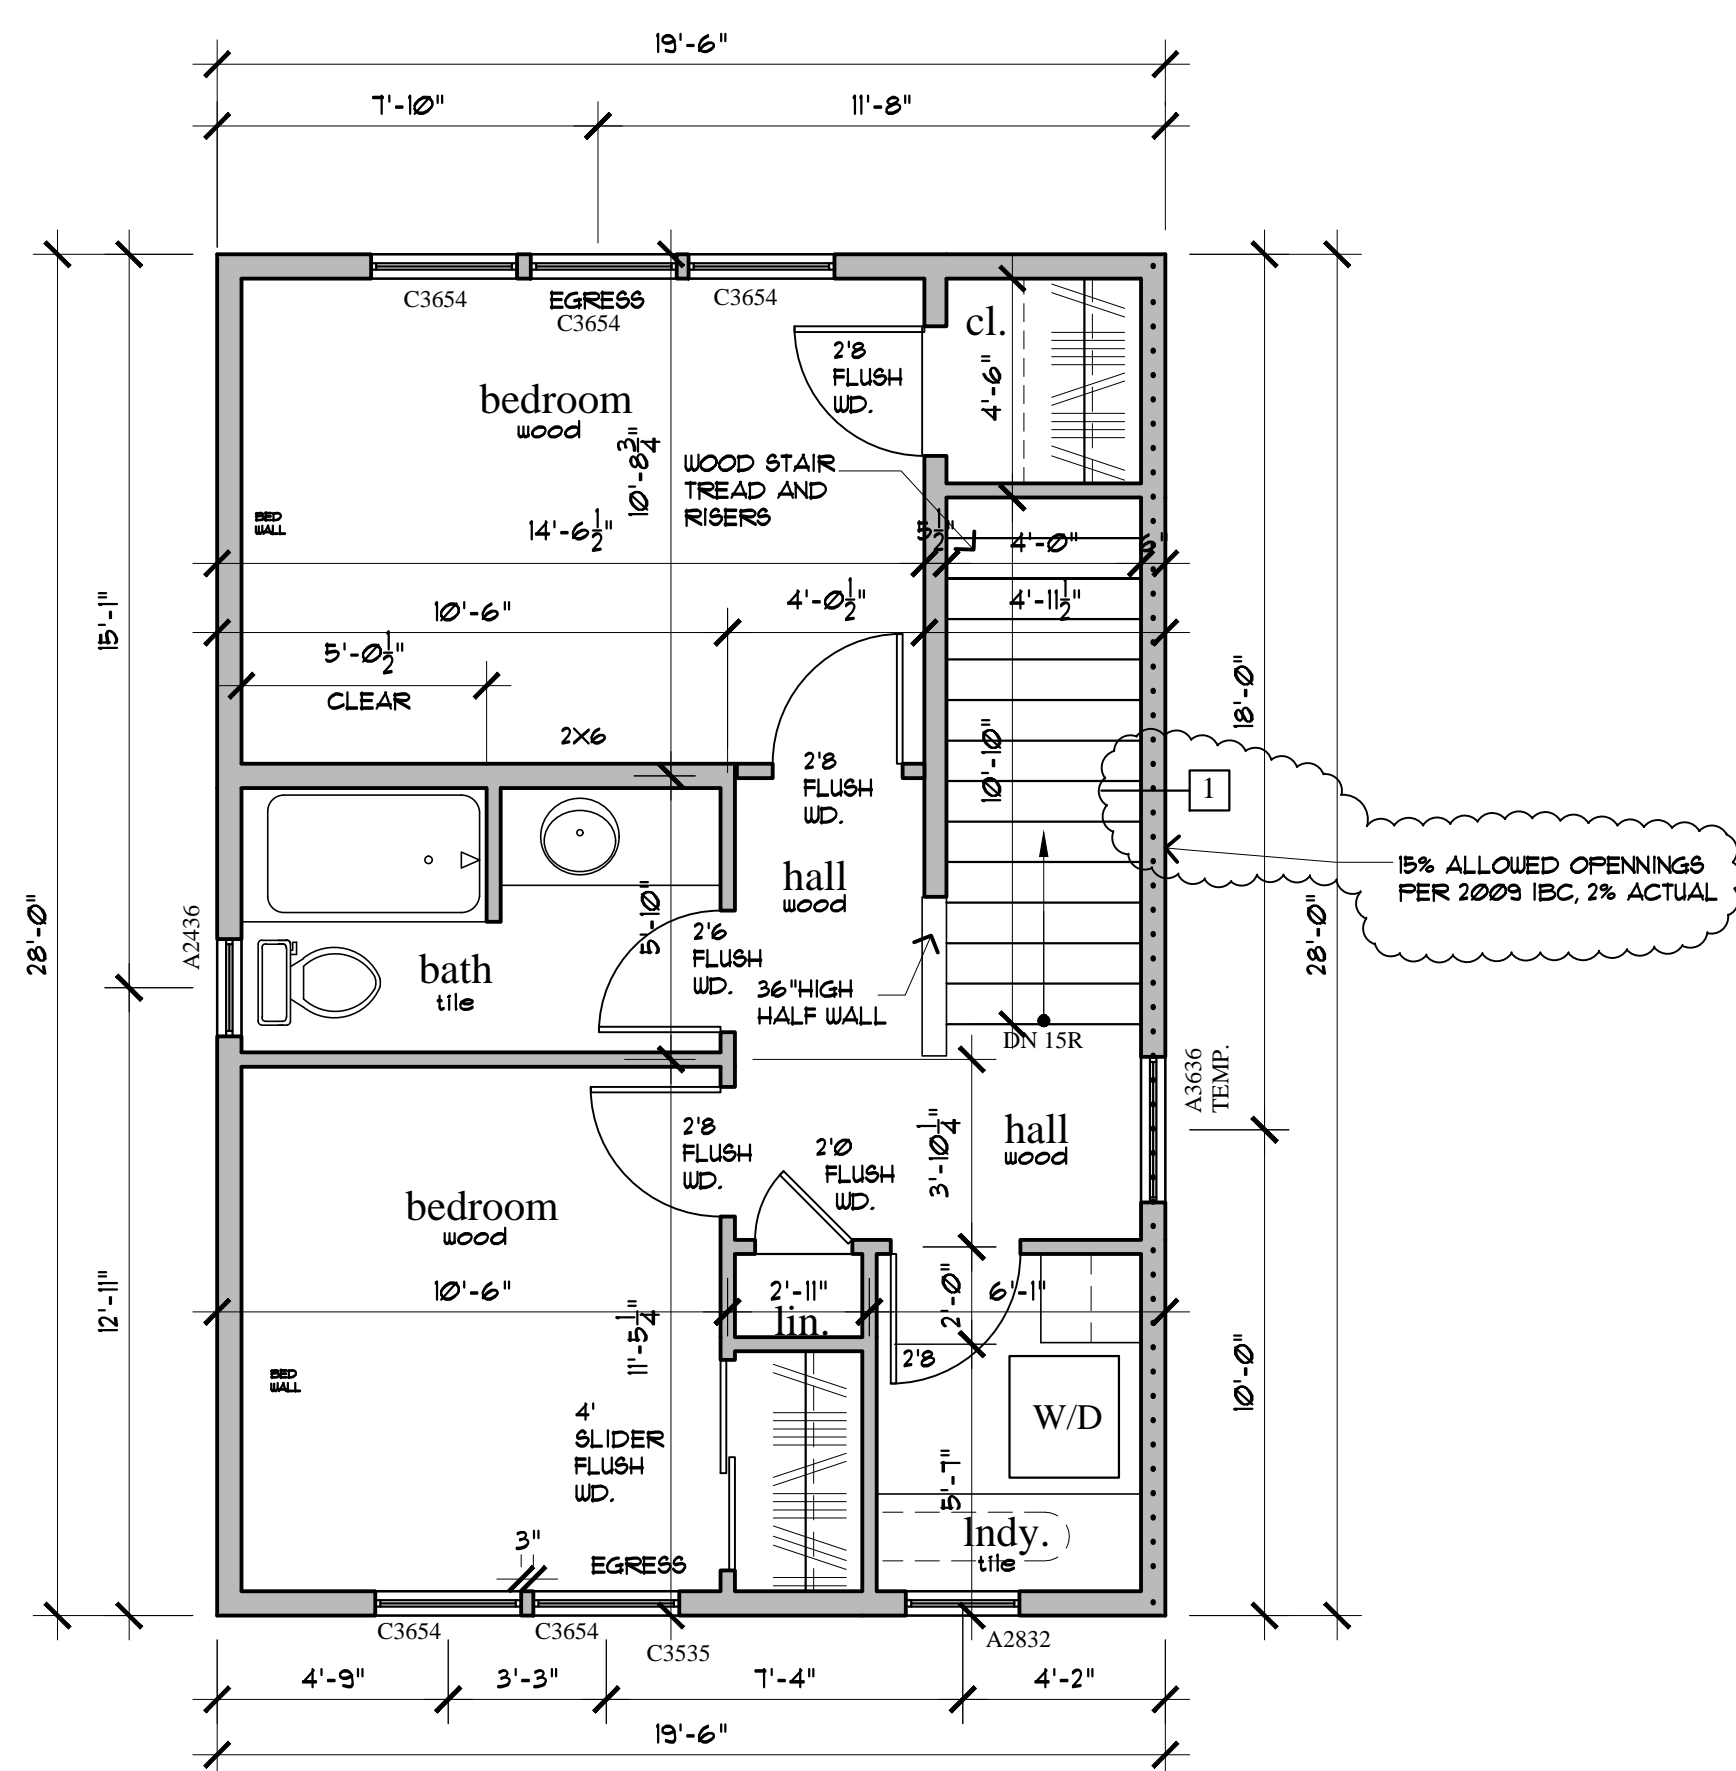 19'-6"
7'-10"
11'-8"
C3654
EGRESS
C3654
C3654
cl.
2'8
FLUSH
WD.
4'-6"
bedroom
wood
10'-8 3/4"
WOOD STAIR
TREAD AND
RISERS
BED
WALL
14'-6 1/2"
5 1/2"
4'-0"
6"
15'-1"
10'-6"
4'-0 1/2"
4'-11 1/2"
5'-0 1/2"
CLEAR
2X6
18'-0"
2'8
FLUSH
WD.
10'-10"
1
15% ALLOWED OPENNINGS
PER 2009 IBC, 2% ACTUAL
hall
wood
28'-0"
A2436
5'-10"
2'6
FLUSH
WD.
28'-0"
bath
tile
36"HIGH
HALF WALL
DN 15R
A3636
TEMP.
2'8
FLUSH
WD.
2'0
FLUSH
WD.
3'-10 1/4"
hall
wood
bedroom
wood
12'-11"
10'-6"
11'-5 1/4"
2'-11"
lin.
2'-0"
6'-1"
2'8
10'-0"
BED
WALL
4'
SLIDER
FLUSH
WD.
W/D
5'-7"
lndy.
tile
3"
EGRESS
C3654
C3654
C3535
A2832
4'-9"
3'-3"
7'-4"
4'-2"
19'-6"